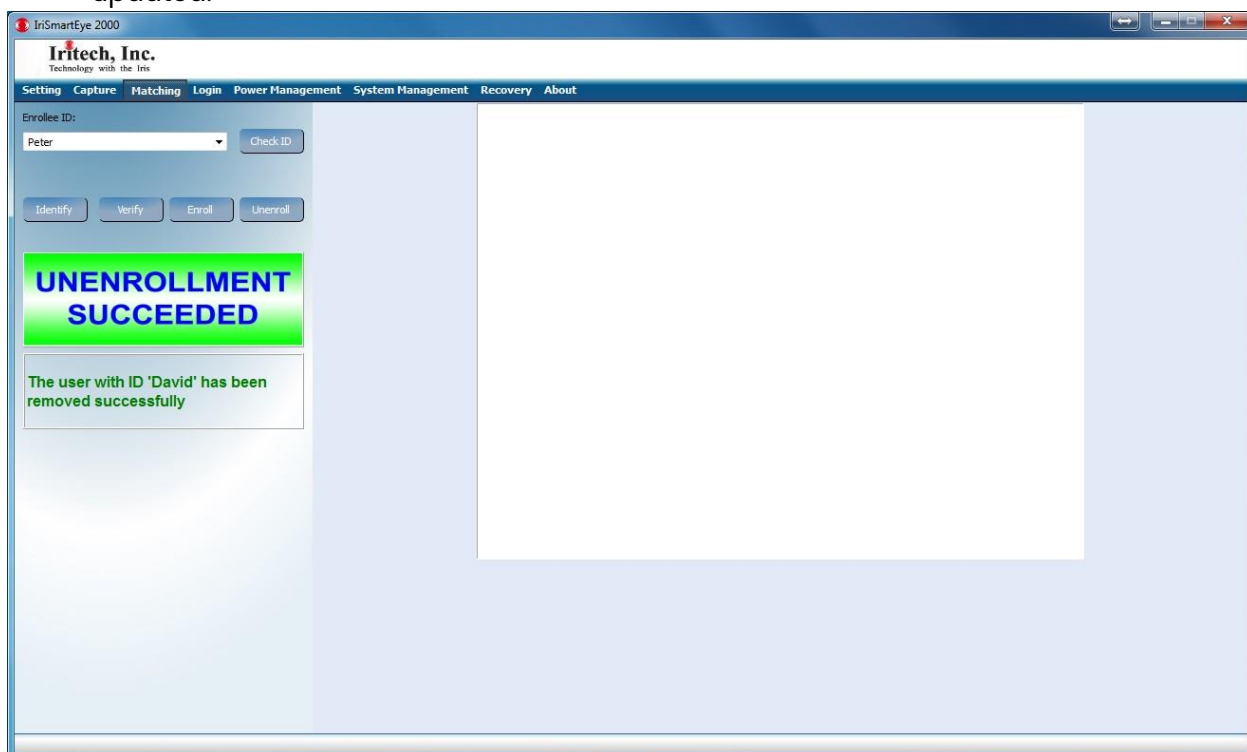 IriSmartEye 2000
Iritech, Inc.
Technology with the Iris
Setting Capture Matching Login Power Management System Management Recovery About
Enrollee ID:
Peter Check ID
Identify Verify Enroll Unenroll
UNENROLLMENT
SUCCEEDED
The user with ID 'David' has been
removed successfully